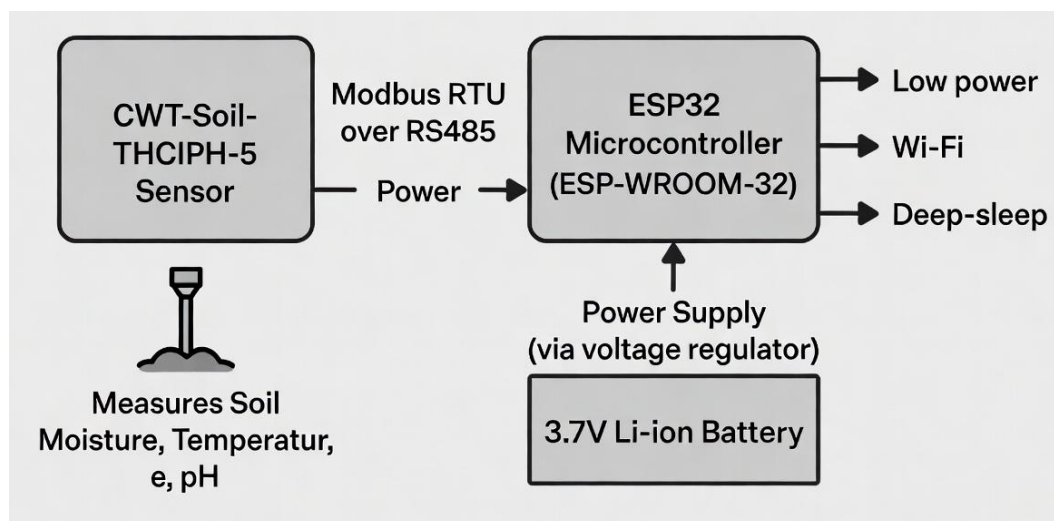 CWT-Soil-
THCIPH-5
Sensor
Modbus RTU
over RS485
Power
ESP32
Microcontroller
(ESP-WROOM-32)
Low power
Wi-Fi
Deep-sleep
Measures Soil
Moisture, Temperatur,
e, pH
Power Supply
(via voltage regulator)
3.7V Li-ion Battery